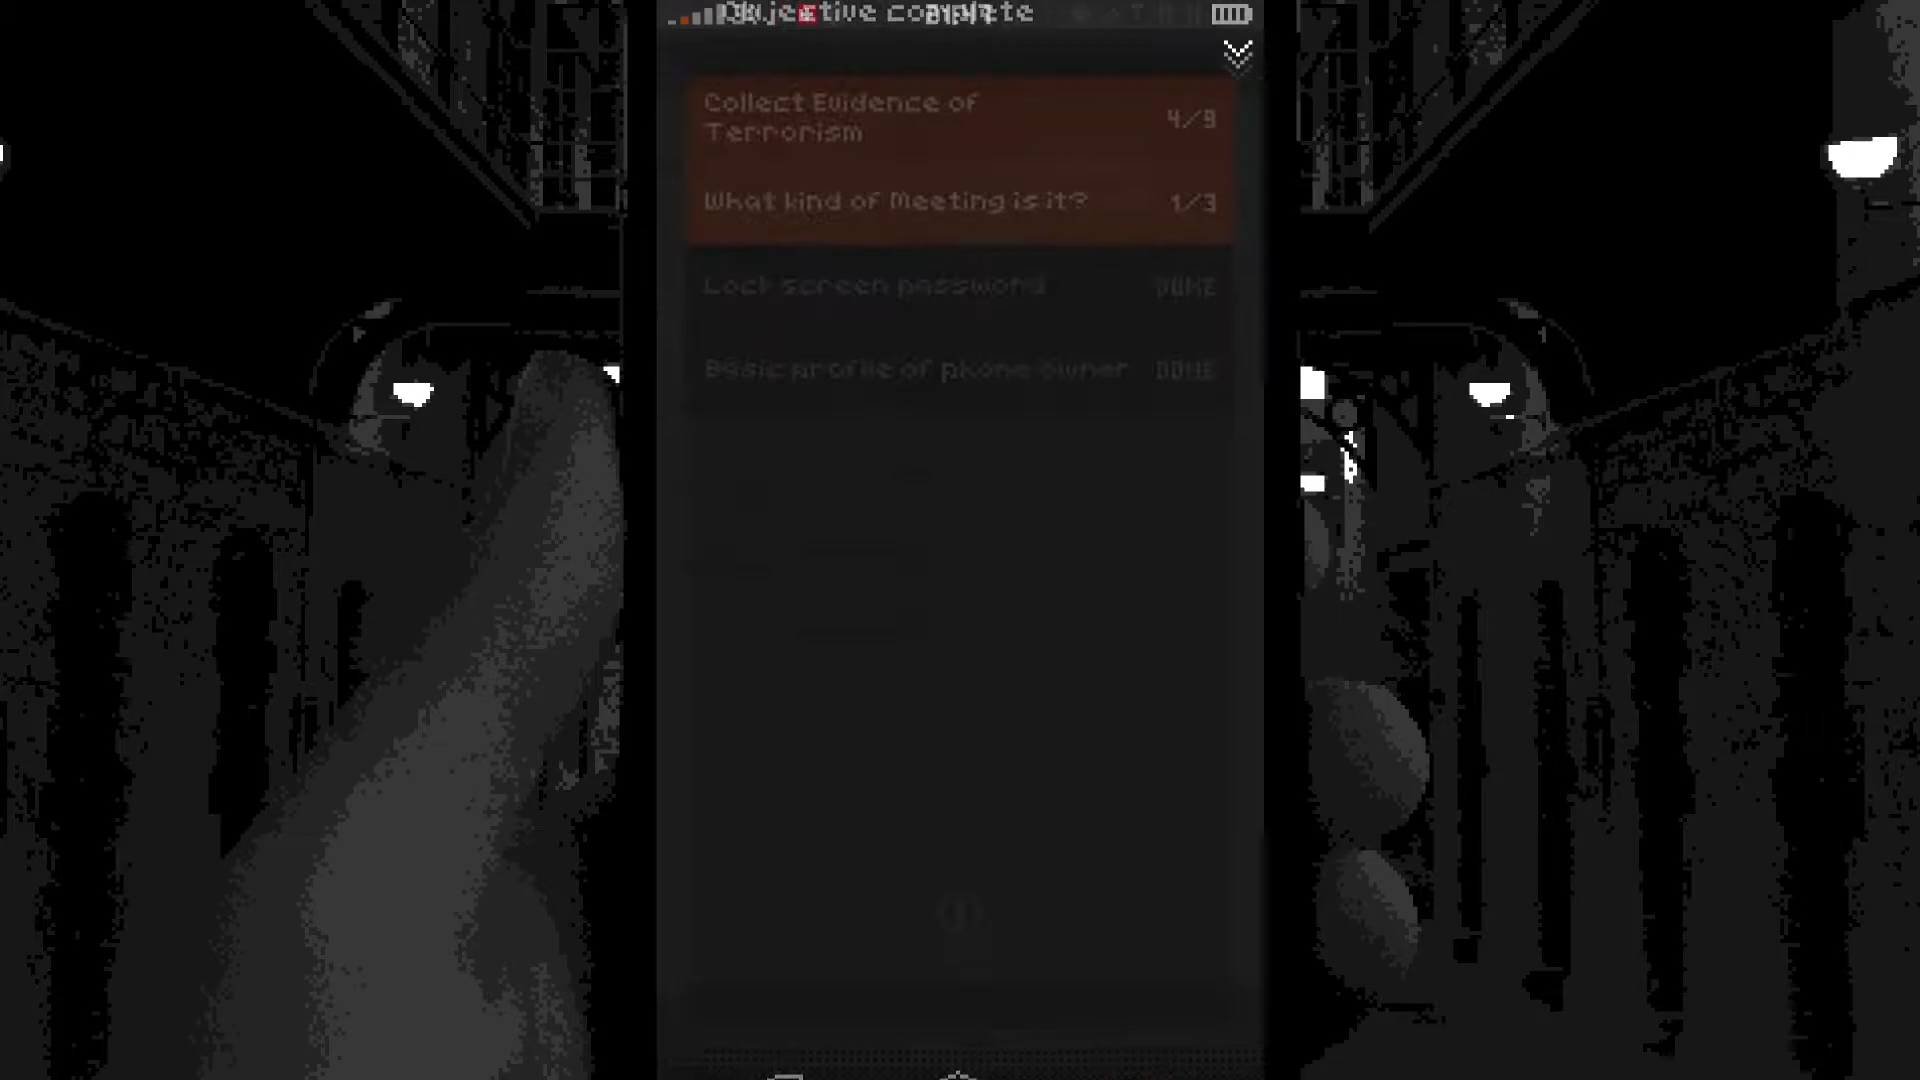 Objective complete
Collect Evidence of
Terrorism
4/9
What kind of Meeting is it?
1/3
Lock screen password
DONE
Basic profile of phone owner
DONE